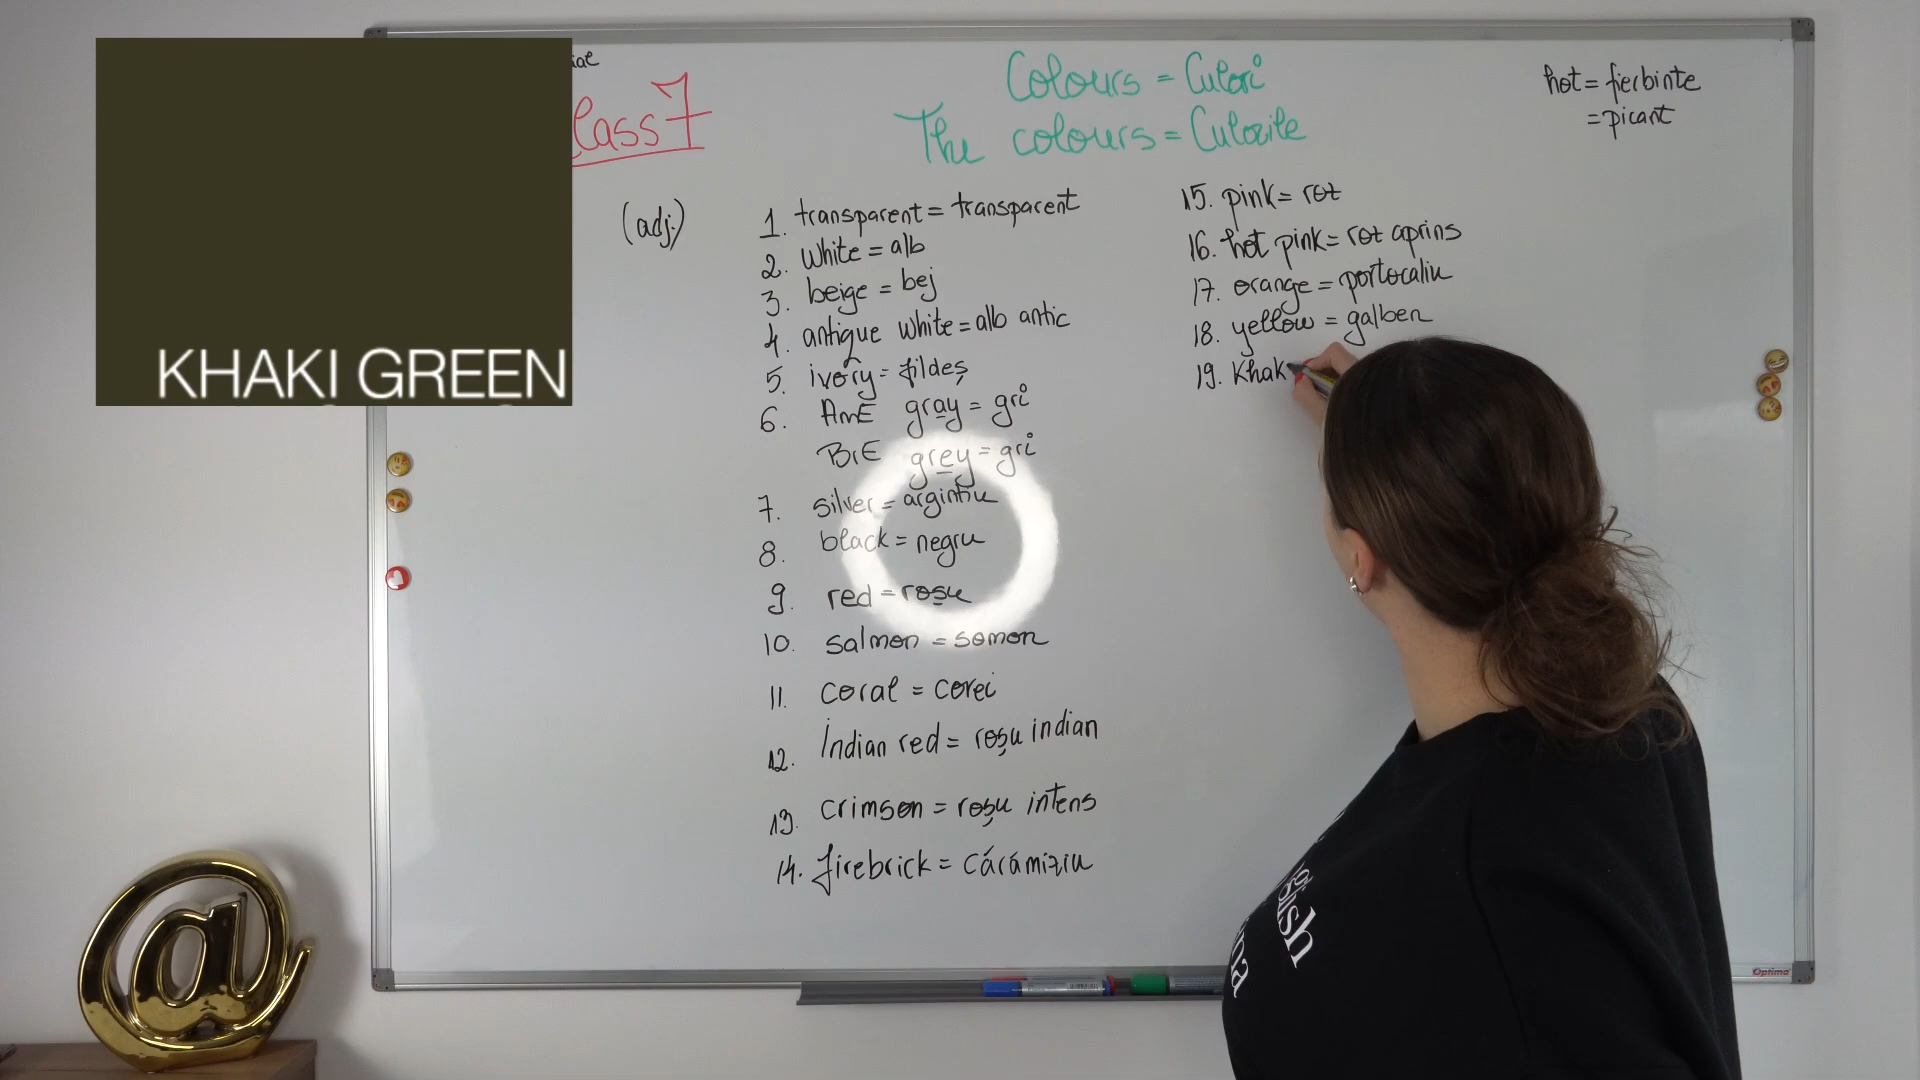 KHAKI GREEN
Class 7
Colours = Culori
The colours = Culorile
hot = fierbinte
= picant
(adj.)
1. transparent = transparent
2. White = alb
3. beige = bej
4. antique white = alb antic
5. ivory = fildeș
6. AmE gray = gri
BrE grey = gri
7. silver = argintiu
8. black = negru
9. red = roșu
10. salmon = somon
11. coral = corai
12. Indian red = roșu indian
13. crimson = roșu intens
14. firebrick = cărămiziu
15. pink = roz
16. hot pink = roz aprins
17. orange = portocaliu
18. yellow = galben
19. Khak
Optima